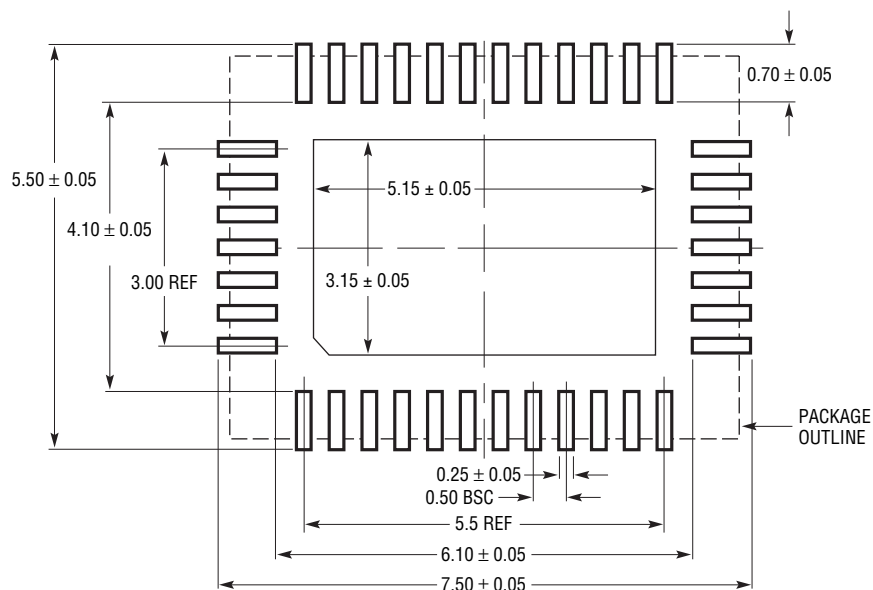 0.70 ± 0.05
5.50 ± 0.05
5.15 ± 0.05
4.10 ± 0.05
3.00 REF
3.15 ± 0.05
PACKAGE
OUTLINE
0.25 ± 0.05
0.50 BSC
5.5 REF
6.10 ± 0.05
7.50 ± 0.05